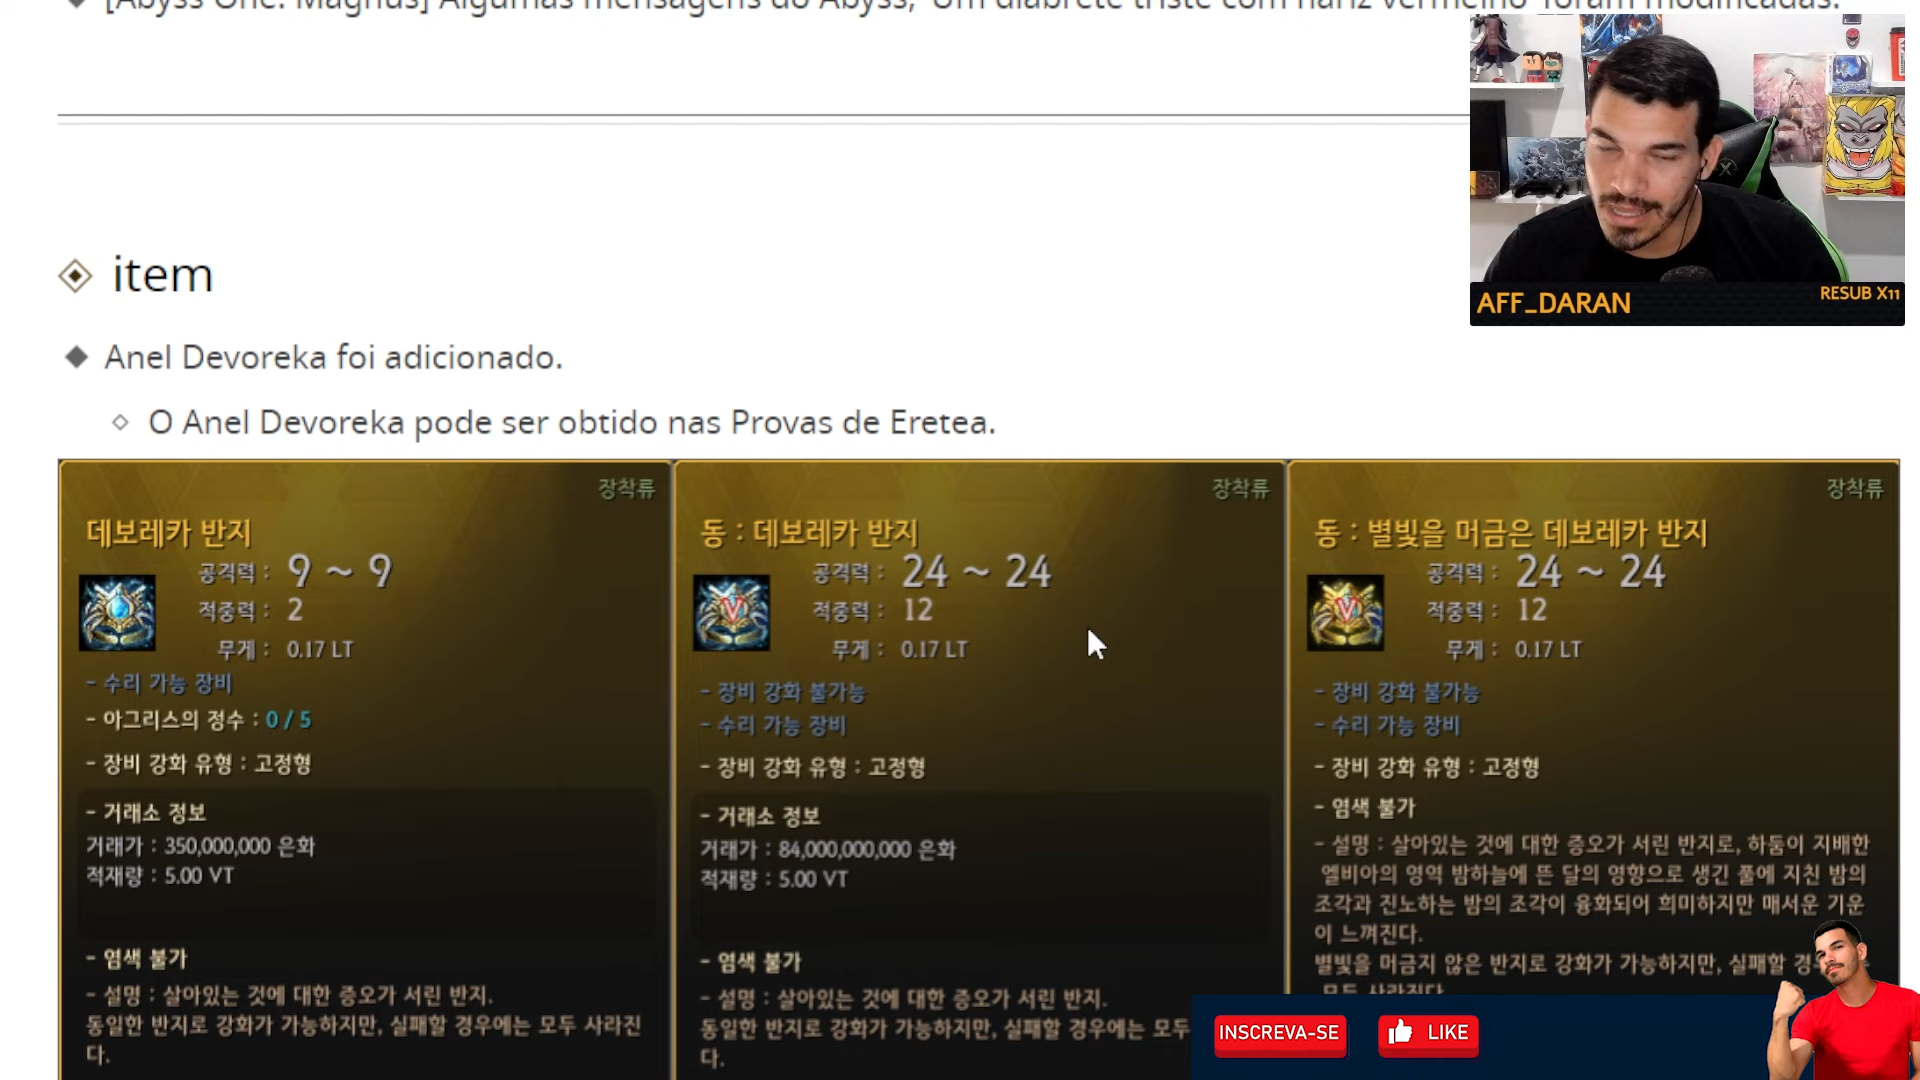 [Abyss One: Magnus] Algumas mensagens do Abyss, 'Um diabrete triste com nariz vermelho' foram modificadas.
AFF_DARAN
RESUB X11
item
Anel Devoreka foi adicionado.
O Anel Devoreka pode ser obtido nas Provas de Eretea.
장착류
데보레카 반지
공격력 : 9 ~ 9
적중력 : 2
무게 : 0.17 LT
- 수리 가능 장비
- 아그리스의 정수 : 0 / 5
- 장비 강화 유형 : 고정형
- 거래소 정보
거래가 : 350,000,000 은화
적재량 : 5.00 VT
- 염색 불가
- 설명 : 살아있는 것에 대한 증오가 서린 반지.
동일한 반지로 강화가 가능하지만, 실패할 경우에는 모두 사라진
다.
장착류
동 : 데보레카 반지
공격력 : 24 ~ 24
적중력 : 12
무게 : 0.17 LT
- 장비 강화 불가능
- 수리 가능 장비
- 장비 강화 유형 : 고정형
- 거래소 정보
거래가 : 84,000,000,000 은화
적재량 : 5.00 VT
- 염색 불가
- 설명 : 살아있는 것에 대한 증오가 서린 반지.
동일한 반지로 강화가 가능하지만, 실패할 경우에는 모두
다.
장착류
동 : 별빛을 머금은 데보레카 반지
공격력 : 24 ~ 24
적중력 : 12
무게 : 0.17 LT
- 장비 강화 불가능
- 수리 가능 장비
- 장비 강화 유형 : 고정형
- 염색 불가
- 설명 : 살아있는 것에 대한 증오가 서린 반지로, 하둠이 지배한
엘비아의 영역 밤하늘에 뜬 달의 영향으로 생긴 풀에 지친 밤의
조각과 진노하는 밤의 조각이 융화되어 희미하지만 매서운 기운
이 느껴진다.
별빛을 머금지 않은 반지로 강화가 가능하지만, 실패할
모두 사라진다
INSCREVA-SE
LIKE